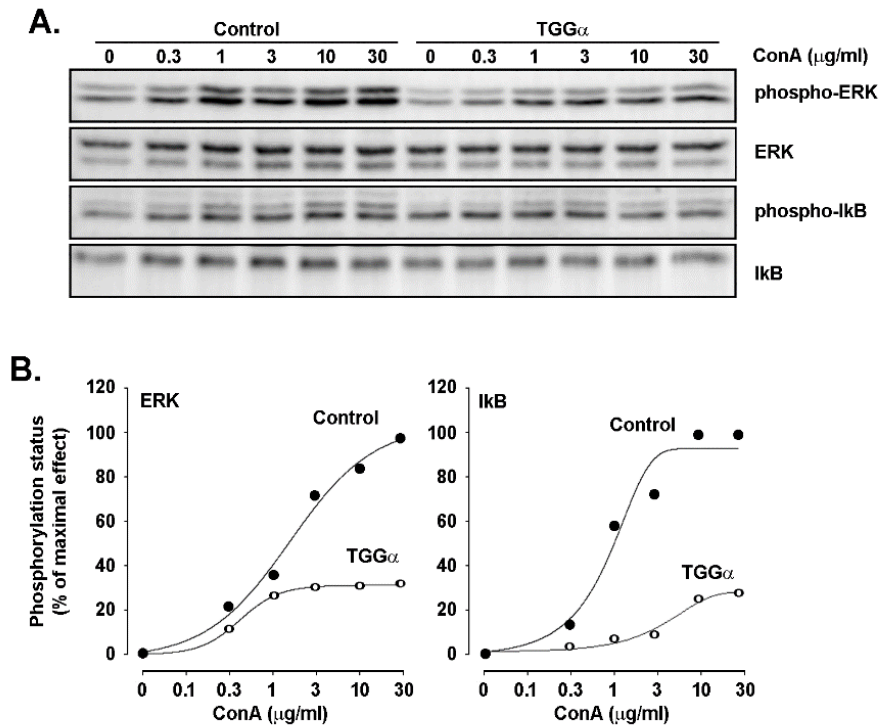 A.
Control TGGα
0 0.3 1 3 10 30 0 0.3 1 3 10 30 ConA (μg/ml)
phospho-ERK
ERK
phospho-IkB
IkB
B.
Phosphorylation status
(% of maximal effect)
120
100
80
60
40
20
0
ERK
Control
TGGα
0 0.1 0.3 1 3 10 30
ConA (μg/ml)
120
100
80
60
40
20
0
IkB
Control
TGGα
0 0.1 0.3 1 3 10 30
ConA (μg/ml)